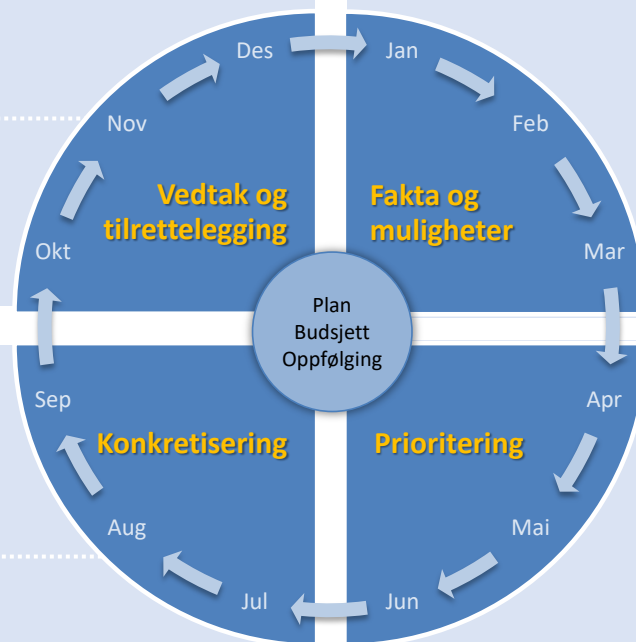 Des
Jan
Nov
Feb
Vedtak og
tilrettelegging
Fakta og
muligheter
Okt
Mar
Plan
Budsjett
Oppfølging
Sep
Apr
Konkretisering
Prioritering
Aug
Mai
Jul
Jun